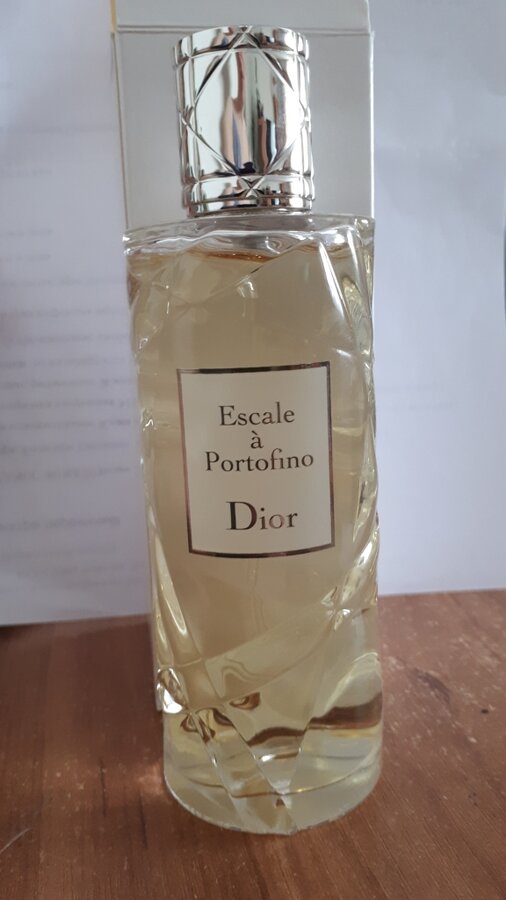 Escale
à
Portofino
Dior